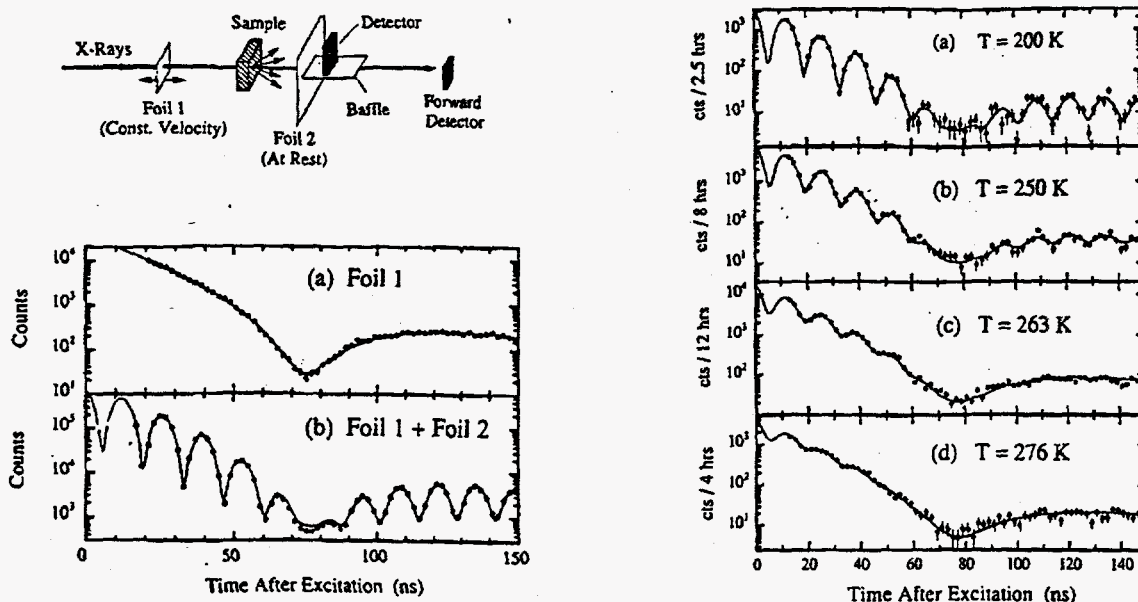 Sample
Detector
X-Rays
Foil 1
(Const. Velocity)
Foil 2
(At Rest)
Baffle
Forward
Detector
10⁴
10³
10²
10¹
Counts
(a) Foil 1
10⁵
10⁴
10³
Counts
(b) Foil 1 + Foil 2
0 50 100 150
Time After Excitation (ns)
10³
10²
10¹
cts / 2.5 hrs
(a) T = 200 K
10³
10²
10¹
cts / 8 hrs
(b) T = 250 K
10⁴
10³
10²
cts / 12 hrs
(c) T = 263 K
10³
10²
10¹
cts / 4 hrs
(d) T = 276 K
0 20 40 60 80 100 120 140
Time After Excitation (ns)